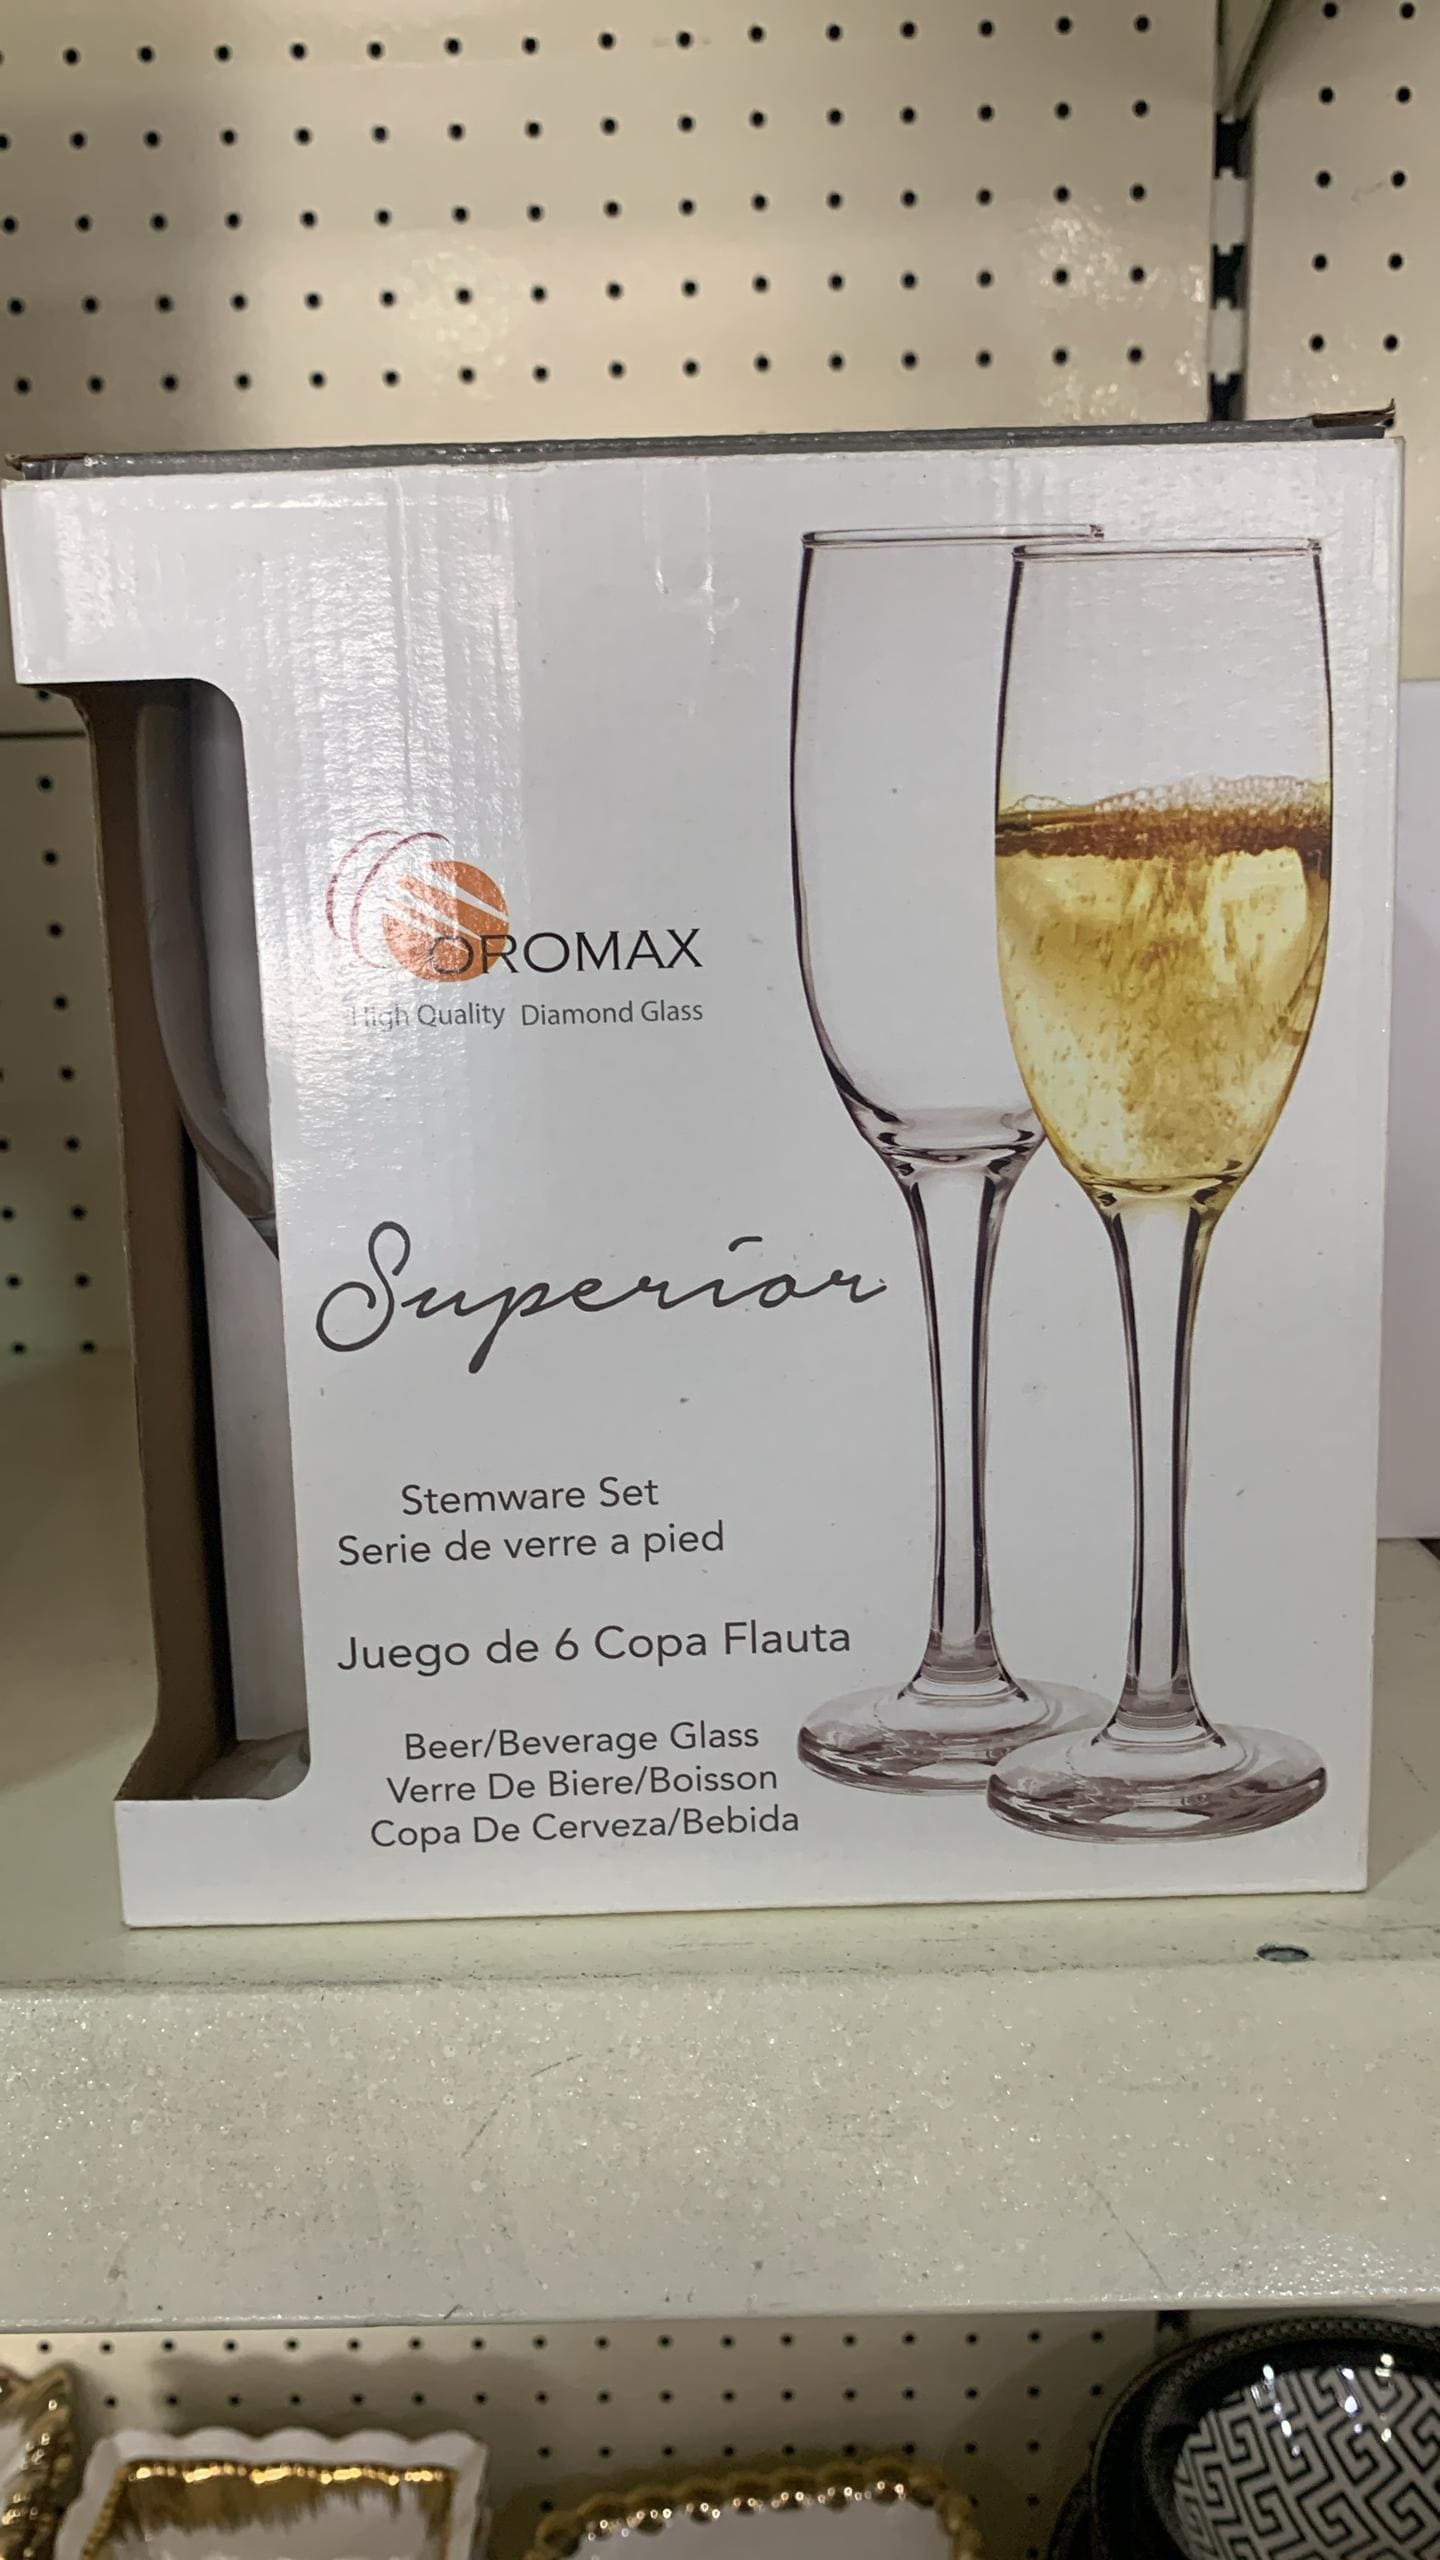 OROMAX
High Quality Diamond Glass
Superior
Stemware Set
Serie de verre a pied
Juego de 6 Copa Flauta
Beer/Beverage Glass
Verre De Biere/Boisson
Copa De Cerveza/Bebida